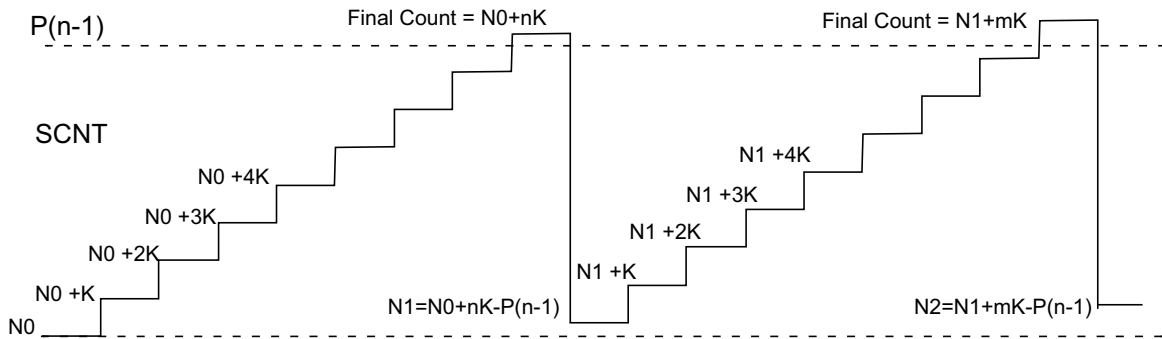 P(n-1)
Final Count = N0+nK
Final Count = N1+mK
SCNT
N0 +4K
N1 +4K
N0 +3K
N1 +3K
N0 +2K
N1 +2K
N0 +K
N1 +K
N0
N1=N0+nK-P(n-1)
N2=N1+mK-P(n-1)